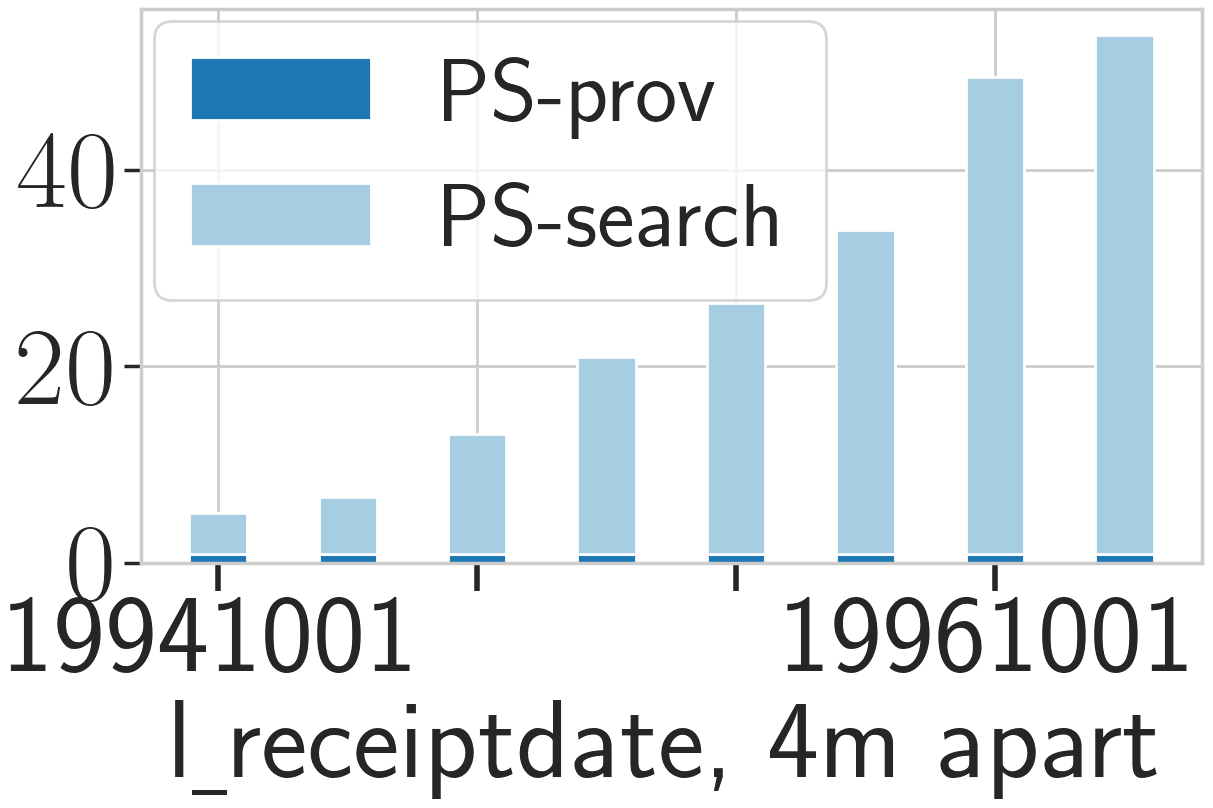 PS-prov
PS-search
40
20
0
19941001 19961001
l_receiptdate, 4m apart